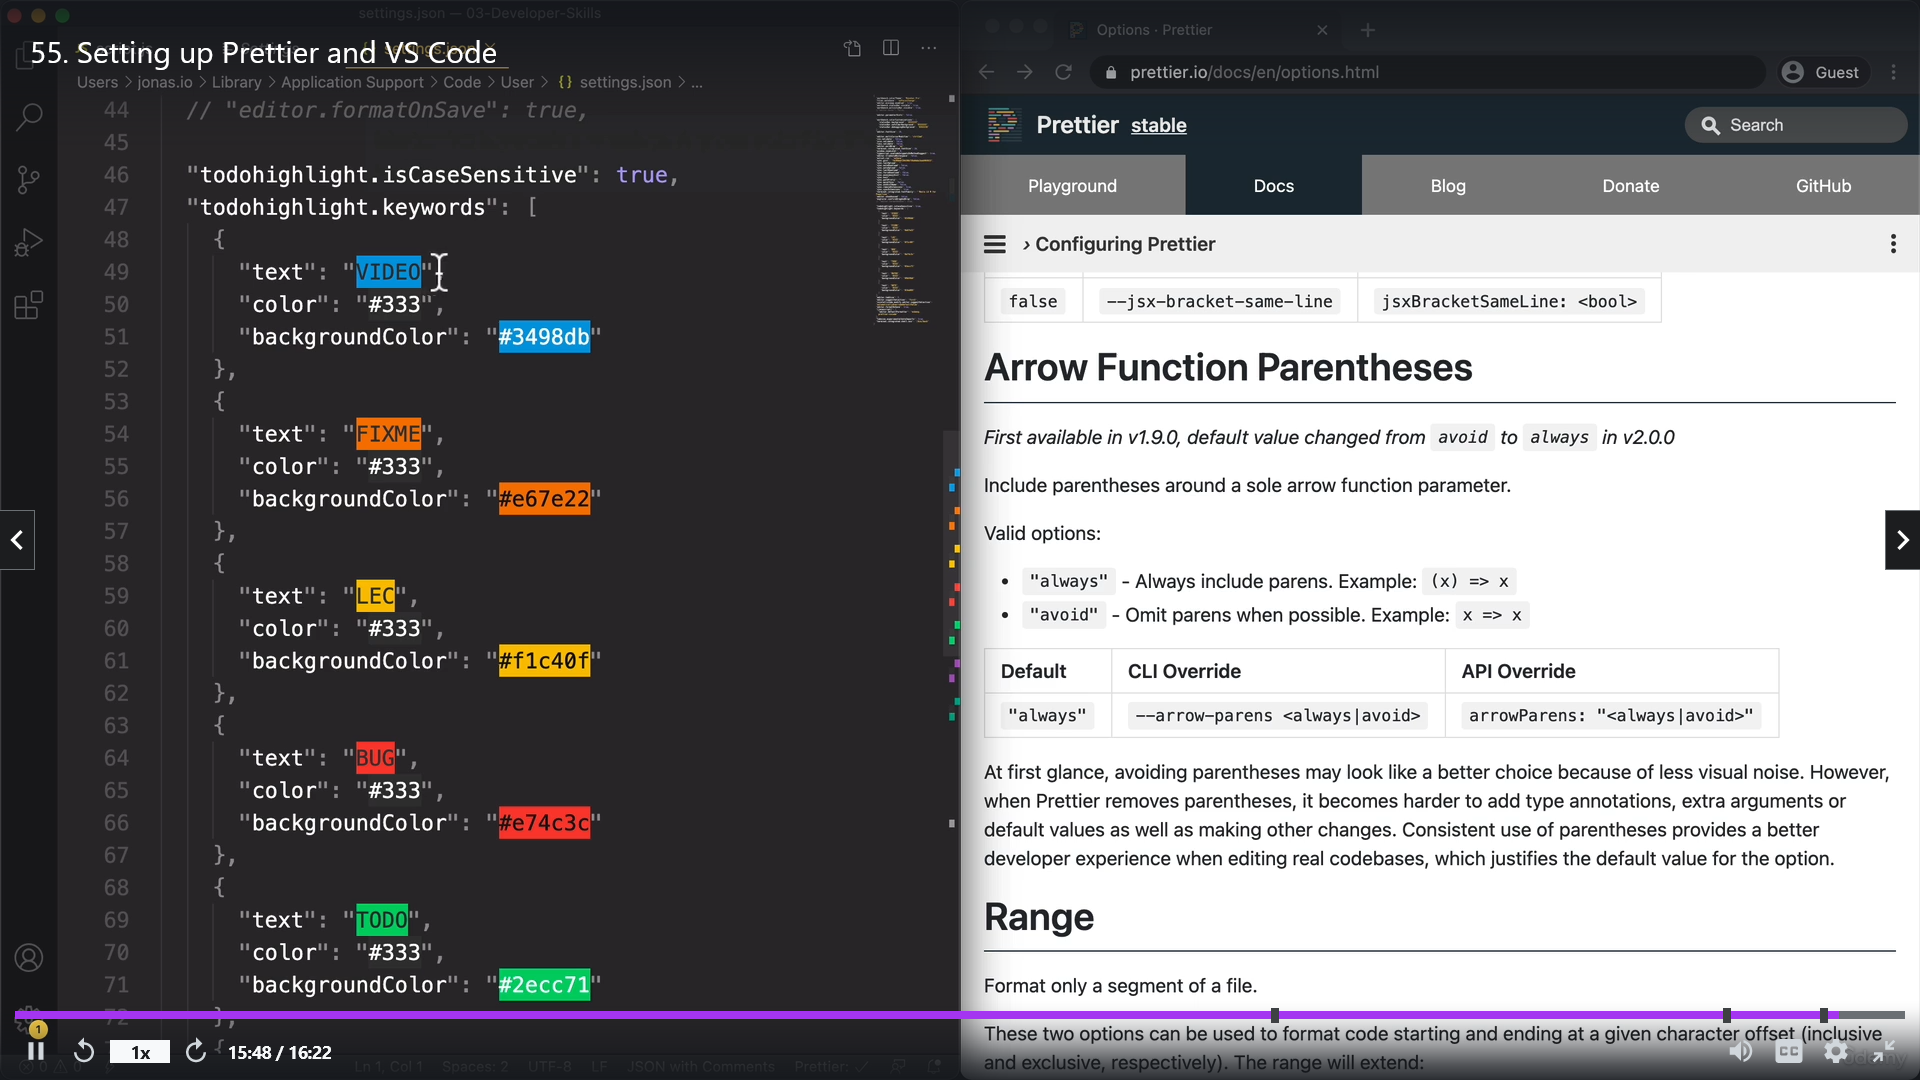 settings.json — 03-Developer-Skills
55. Setting up Prettier and VS Code
Users > jonas.io > Library > Application Support > Code > User > {} settings.json > ...
44 // "editor.formatOnSave": true,
45
46 "todohighlight.isCaseSensitive": true,
47 "todohighlight.keywords": [
48 {
49 "text": "VIDEO",
50 "color": "#333",
51 "backgroundColor": "#3498db"
52 },
53 {
54 "text": "FIXME",
55 "color": "#333",
56 "backgroundColor": "#e67e22"
57 },
58 {
59 "text": "LEC",
60 "color": "#333",
61 "backgroundColor": "#f1c40f"
62 },
63 {
64 "text": "BUG",
65 "color": "#333",
66 "backgroundColor": "#e74c3c"
67 },
68 {
69 "text": "TODO",
70 "color": "#333",
71 "backgroundColor": "#2ecc71"
72 },
{
1
1x
15:48 / 16:22
Ln 1, Col 1 Spaces: 2 UTF-8 LF JSON with Comments Prettier: ✓
Options · Prettier
prettier.io/docs/en/options.html
Guest
Prettier stable
Search
Playground Docs Blog Donate GitHub
› Configuring Prettier
false --jsx-bracket-same-line jsxBracketSameLine: <bool>
Arrow Function Parentheses
First available in v1.9.0, default value changed from avoid to always in v2.0.0
Include parentheses around a sole arrow function parameter.
Valid options:
• "always" - Always include parens. Example: (x) => x
• "avoid" - Omit parens when possible. Example: x => x
Default CLI Override API Override
"always" --arrow-parens <always|avoid> arrowParens: "<always|avoid>"
At first glance, avoiding parentheses may look like a better choice because of less visual noise. However,
when Prettier removes parentheses, it becomes harder to add type annotations, extra arguments or
default values as well as making other changes. Consistent use of parentheses provides a better
developer experience when editing real codebases, which justifies the default value for the option.
Range
Format only a segment of a file.
These two options can be used to format code starting and ending at a given character offset (inclusive
and exclusive, respectively). The range will extend:
CC